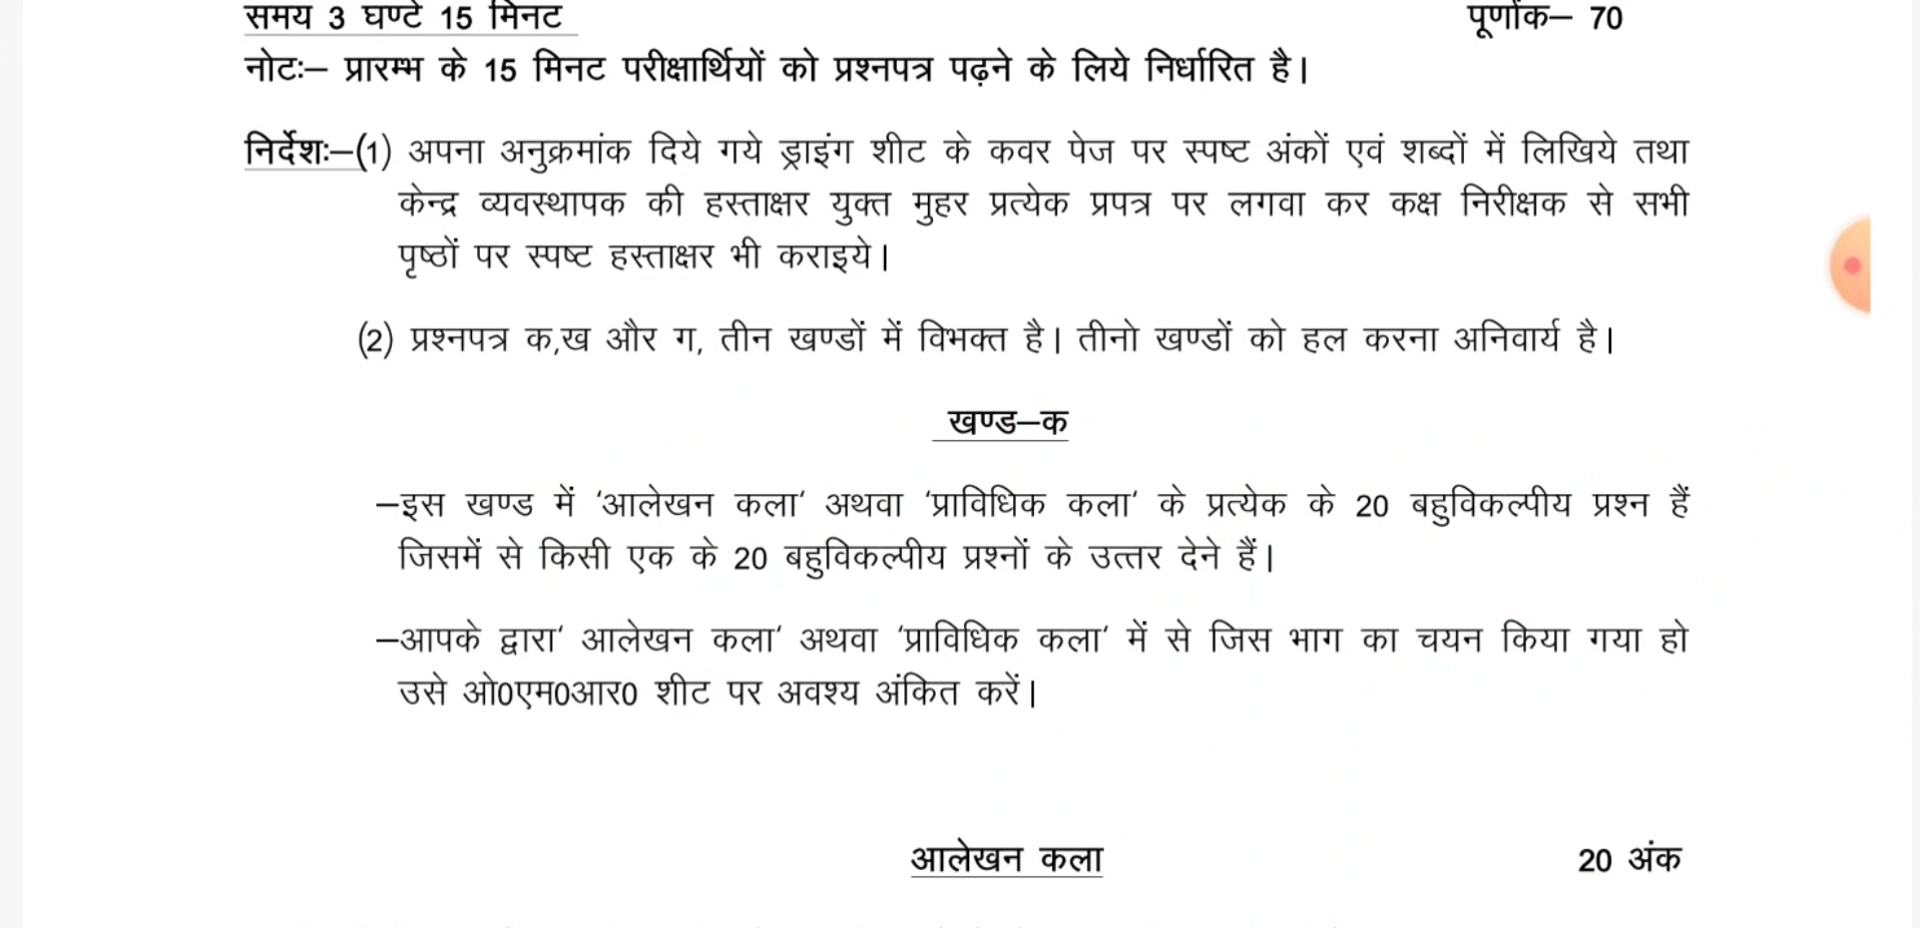 समय 3 घण्टे 15 मिनट पूर्णांक– 70
नोटः– प्रारम्भ के 15 मिनट परीक्षार्थियों को प्रश्नपत्र पढ़ने के लिये निर्धारित है।
निर्देशः–(1) अपना अनुक्रमांक दिये गये ड्राइंग शीट के कवर पेज पर स्पष्ट अंकों एवं शब्दों में लिखिये तथा
केन्द्र व्यवस्थापक की हस्ताक्षर युक्त मुहर प्रत्येक प्रपत्र पर लगवा कर कक्ष निरीक्षक से सभी
पृष्ठों पर स्पष्ट हस्ताक्षर भी कराइये।
(2) प्रश्नपत्र क,ख और ग, तीन खण्डों में विभक्त है। तीनो खण्डों को हल करना अनिवार्य है।
खण्ड–क
–इस खण्ड में ‘आलेखन कला’ अथवा ‘प्राविधिक कला’ के प्रत्येक के 20 बहुविकल्पीय प्रश्न हैं
जिसमें से किसी एक के 20 बहुविकल्पीय प्रश्नों के उत्तर देने हैं।
–आपके द्वारा’ आलेखन कला’ अथवा ‘प्राविधिक कला’ में से जिस भाग का चयन किया गया हो
उसे ओ0एम0आर0 शीट पर अवश्य अंकित करें।
आलेखन कला 20 अंक